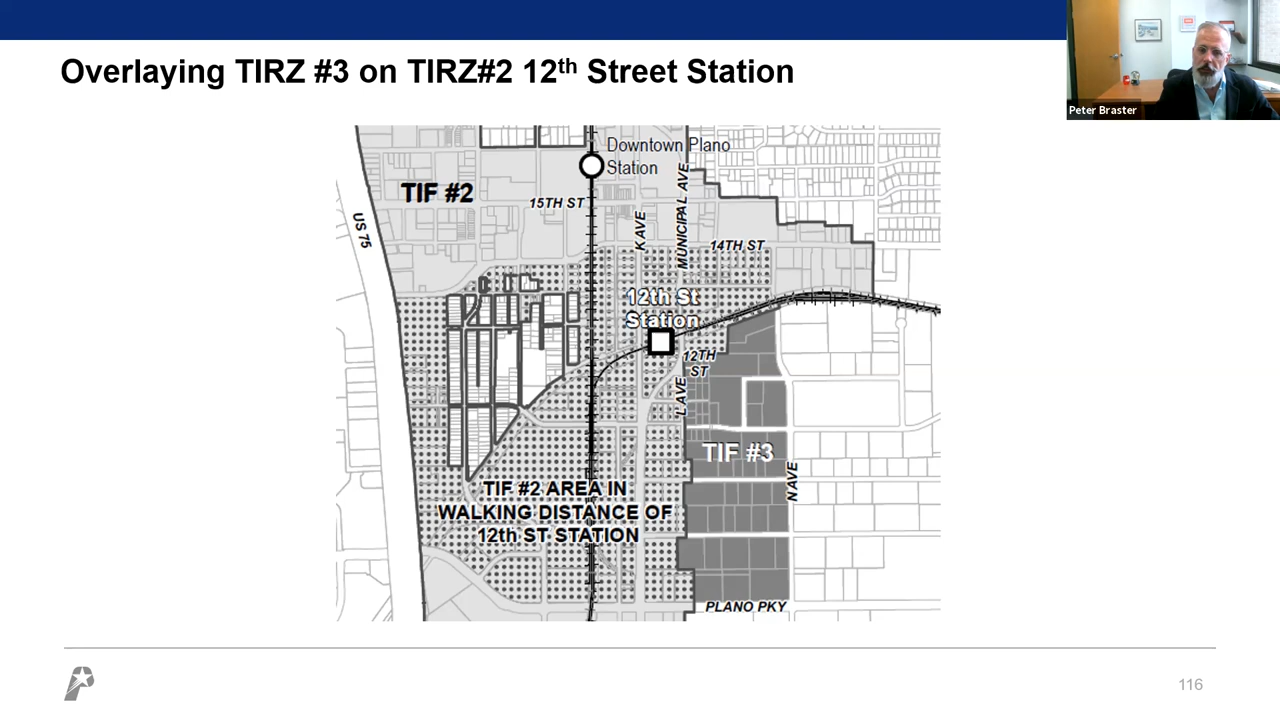 Overlaying TIRZ #3 on TIRZ#2 12th Street Station
Peter Braster
Downtown Plano
Station
TIF #2
US 75
15TH ST
K AVE
MUNICIPAL AVE
14TH ST
12th St
Station
12TH
ST
L AVE
TIF #3
N AVE
TIF #2 AREA IN
WALKING DISTANCE OF
12th ST STATION
PLANO PKY
116